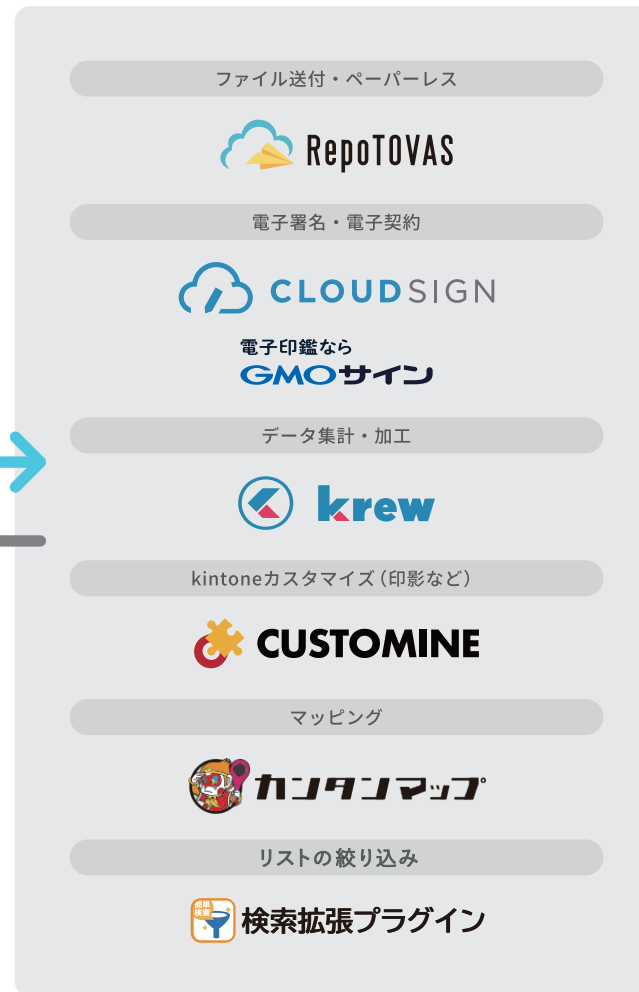 ファイル送付・ペーパーレス
RepoTOVAS
電子署名・電子契約
CLOUDSIGN
電子印鑑なら
GMOサイン
データ集計・加工
krew
kintoneカスタマイズ（印影など）
CUSTOMINE
マッピング
カンタンマップ
リストの絞り込み
簡単
検索
検索拡張プラグイン